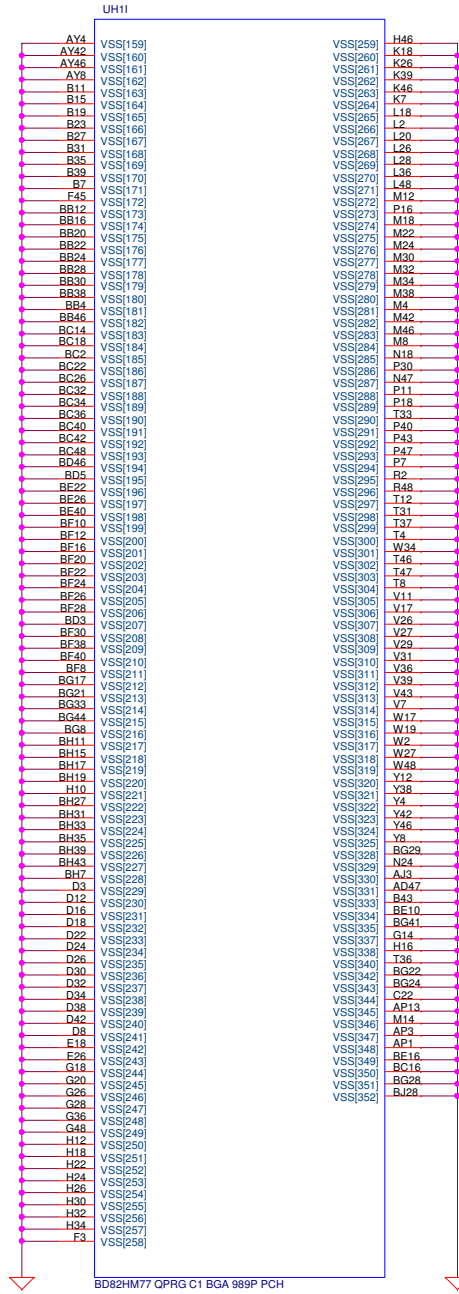 UH1I
AY4 VSS[159] VSS[259] H46
AY42 VSS[160] VSS[260] K18
AY46 VSS[161] VSS[261] K26
AY8 VSS[162] VSS[262] K39
B11 VSS[163] VSS[263] K46
B15 VSS[164] VSS[264] K7
B19 VSS[165] VSS[265] L18
B23 VSS[166] VSS[266] L2
B27 VSS[167] VSS[267] L20
B31 VSS[168] VSS[268] L26
B35 VSS[169] VSS[269] L28
B39 VSS[170] VSS[270] L36
B7 VSS[171] VSS[271] L48
F45 VSS[172] VSS[272] M12
BB12 VSS[173] VSS[273] P16
BB16 VSS[174] VSS[274] M18
BB20 VSS[175] VSS[275] M22
BB22 VSS[176] VSS[276] M24
BB24 VSS[177] VSS[277] M30
BB28 VSS[178] VSS[278] M32
BB30 VSS[179] VSS[279] M34
BB38 VSS[180] VSS[280] M38
BB4 VSS[181] VSS[281] M4
BB46 VSS[182] VSS[282] M42
BC14 VSS[183] VSS[283] M46
BC18 VSS[184] VSS[284] M8
BC2 VSS[185] VSS[285] N18
BC22 VSS[186] VSS[286] P30
BC26 VSS[187] VSS[287] N47
BC32 VSS[188] VSS[288] P11
BC34 VSS[189] VSS[289] P18
BC36 VSS[190] VSS[290] T33
BC40 VSS[191] VSS[291] P40
BC42 VSS[192] VSS[292] P43
BC48 VSS[193] VSS[293] P47
BD46 VSS[194] VSS[294] P7
BD5 VSS[195] VSS[295] R2
BE22 VSS[196] VSS[296] R48
BE26 VSS[197] VSS[297] T12
BE40 VSS[198] VSS[298] T31
BF10 VSS[199] VSS[299] T37
BF12 VSS[200] VSS[300] T4
BF16 VSS[201] VSS[301] W34
BF20 VSS[202] VSS[302] T46
BF22 VSS[203] VSS[303] T47
BF24 VSS[204] VSS[304] T8
BF26 VSS[205] VSS[305] V11
BF28 VSS[206] VSS[306] V17
BD3 VSS[207] VSS[307] V26
BF30 VSS[208] VSS[308] V27
BF38 VSS[209] VSS[309] V29
BF40 VSS[210] VSS[310] V31
BF8 VSS[211] VSS[311] V36
BG17 VSS[212] VSS[312] V39
BG21 VSS[213] VSS[313] V43
BG33 VSS[214] VSS[314] V7
BG44 VSS[215] VSS[315] W17
BG8 VSS[216] VSS[316] W19
BH11 VSS[217] VSS[317] W2
BH15 VSS[218] VSS[318] W27
BH17 VSS[219] VSS[319] W48
BH19 VSS[220] VSS[320] Y12
H10 VSS[221] VSS[321] Y38
BH27 VSS[222] VSS[322] Y4
BH31 VSS[223] VSS[323] Y42
BH33 VSS[224] VSS[324] Y46
BH35 VSS[225] VSS[325] Y8
BH39 VSS[226] VSS[328] BG29
BH43 VSS[227] VSS[329] N24
BH7 VSS[228] VSS[330] AJ3
D3 VSS[229] VSS[331] AD47
D12 VSS[230] VSS[333] B43
D16 VSS[231] VSS[334] BE10
D18 VSS[232] VSS[335] BG41
D22 VSS[233] VSS[337] G14
D24 VSS[234] VSS[338] H16
D26 VSS[235] VSS[340] T36
D30 VSS[236] VSS[342] BG22
D32 VSS[237] VSS[343] BG24
D34 VSS[238] VSS[344] C22
D38 VSS[239] VSS[345] AP13
D42 VSS[240] VSS[346] M14
D8 VSS[241] VSS[347] AP3
E18 VSS[242] VSS[348] AP1
E26 VSS[243] VSS[349] BE16
G18 VSS[244] VSS[350] BC16
G20 VSS[245] VSS[351] BG28
G26 VSS[246] VSS[352] BJ28
G28 VSS[247]
G36 VSS[248]
G48 VSS[249]
H12 VSS[250]
H18 VSS[251]
H22 VSS[252]
H24 VSS[253]
H26 VSS[254]
H30 VSS[255]
H32 VSS[256]
H34 VSS[257]
F3 VSS[258]
BD82HM77 QPRG C1 BGA 989P PCH